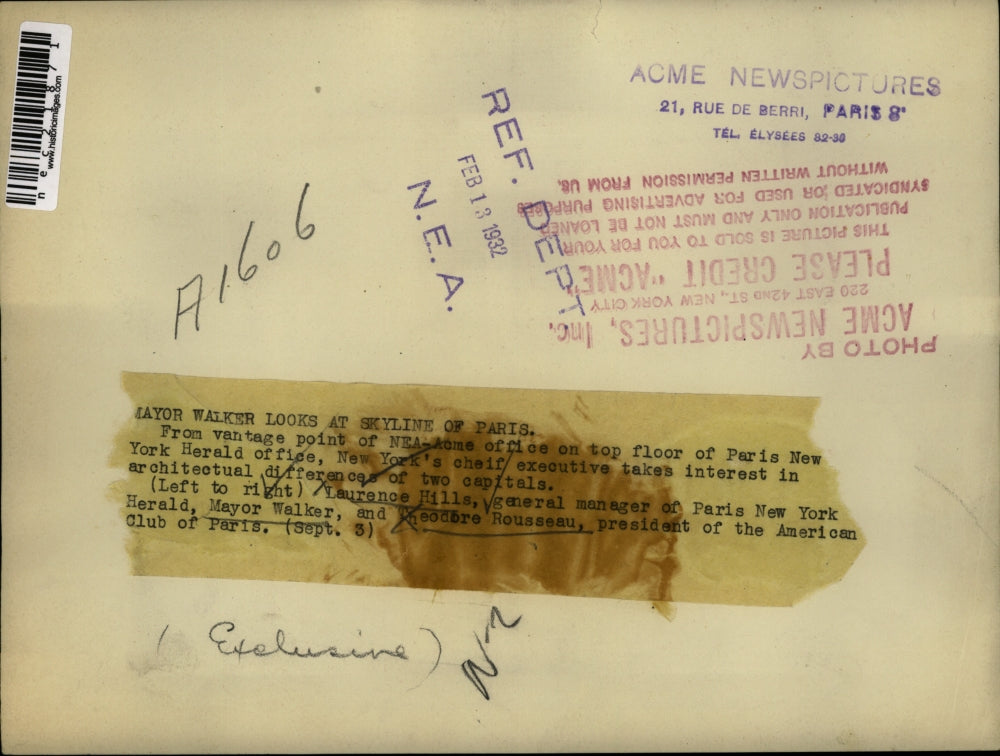 ACME NEWSPICTURES
21, RUE DE BERRI, PARIS 8e
TÉL. ÉLYSÉES 82-36
REF. DEPT.
FEB 13 1932
N.E.A.
PHOTO BY
ACME NEWSPICTURES, Inc.
220 EAST 42ND ST., NEW YORK CITY
PLEASE CREDIT "ACME"
THIS PICTURE IS SOLD TO YOU FOR YOUR
PUBLICATION ONLY AND MUST NOT BE LOANED
SYNDICATED OR USED FOR ADVERTISING PURPOSES
WITHOUT WRITTEN PERMISSION FROM US.
www.historicimages.com
A1606
MAYOR WALKER LOOKS AT SKYLINE OF PARIS.
From vantage point of NEA-Acme office on top floor of Paris New
York Herald office, New York's cheif executive takes interest in
architectual differences of two capitals.
(Left to right) Laurence Hills, general manager of Paris New York
Herald, Mayor Walker, and Theodore Rousseau, president of the American
Club of Paris. (Sept. 3)
(Exclusive)